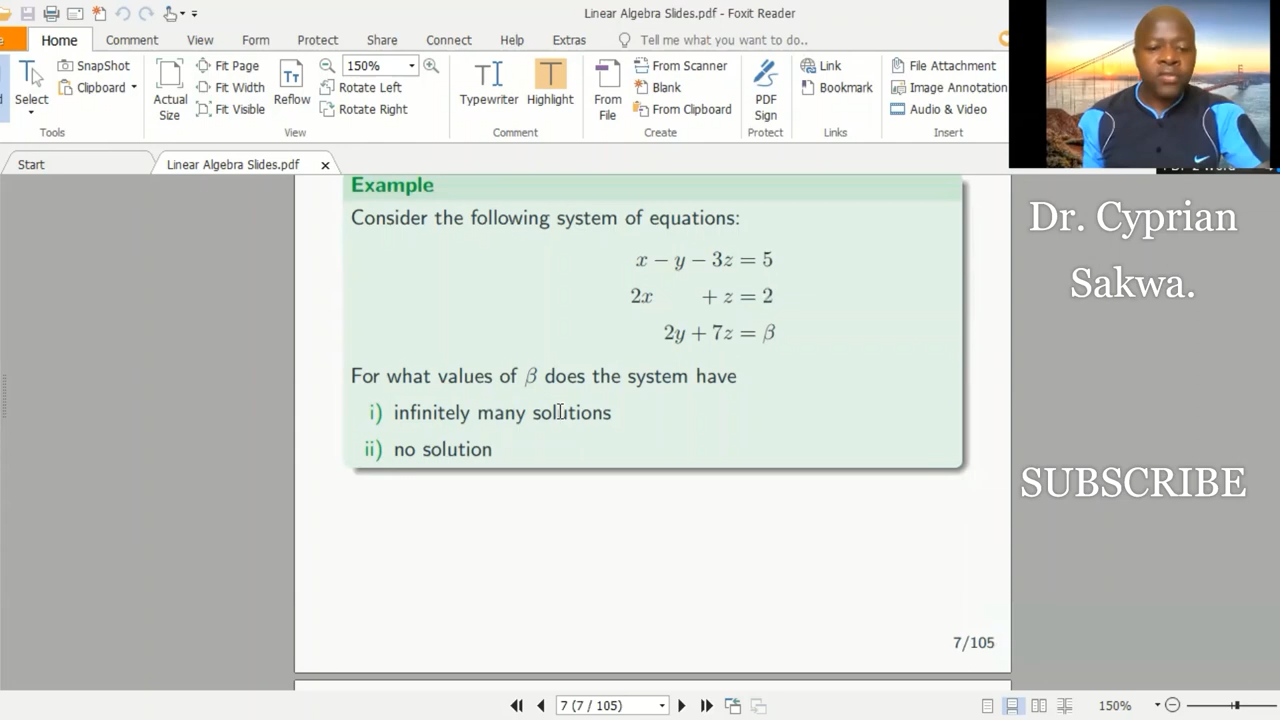 Linear Algebra Slides.pdf - Foxit Reader
Home Comment View Form Protect Share Connect Help Extras Tell me what you want to do..
Select
SnapShot
Clipboard
Tools
Actual Size
Fit Page
Fit Width
Fit Visible
Reflow
150%
Rotate Left
Rotate Right
View
Typewriter
Highlight
Comment
From File
From Scanner
Blank
From Clipboard
Create
PDF Sign
Protect
Link
Bookmark
Links
File Attachment
Image Annotation
Audio & Video
Insert
Start
Linear Algebra Slides.pdf
Example
Consider the following system of equations:
x − y − 3z = 5
2x + z = 2
2y + 7z = β
For what values of β does the system have
i) infinitely many solutions
ii) no solution
7/105
Dr. Cyprian
Sakwa.
SUBSCRIBE
7 (7 / 105)
150%